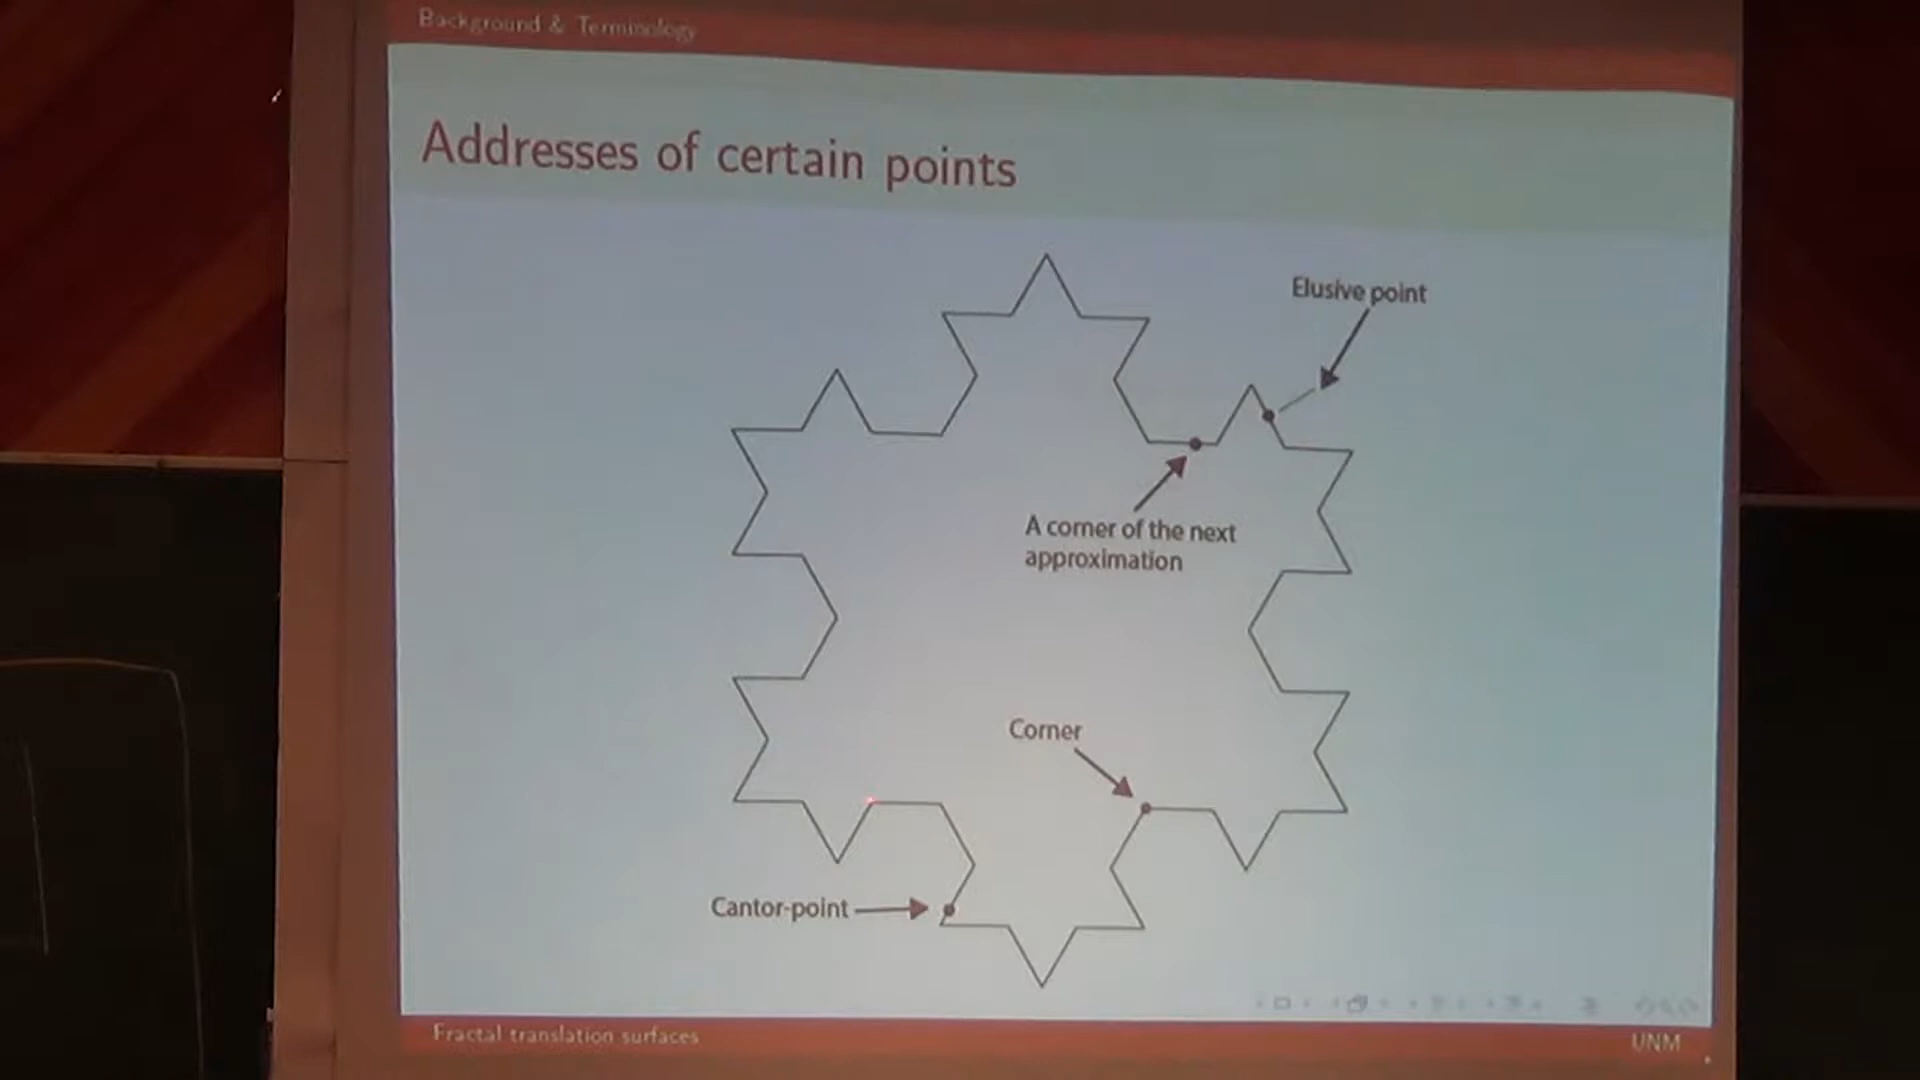 Background & Terminology
Addresses of certain points
Elusive point
A corner of the next
approximation
Corner
Cantor-point
Fractal translation surfaces
UNM